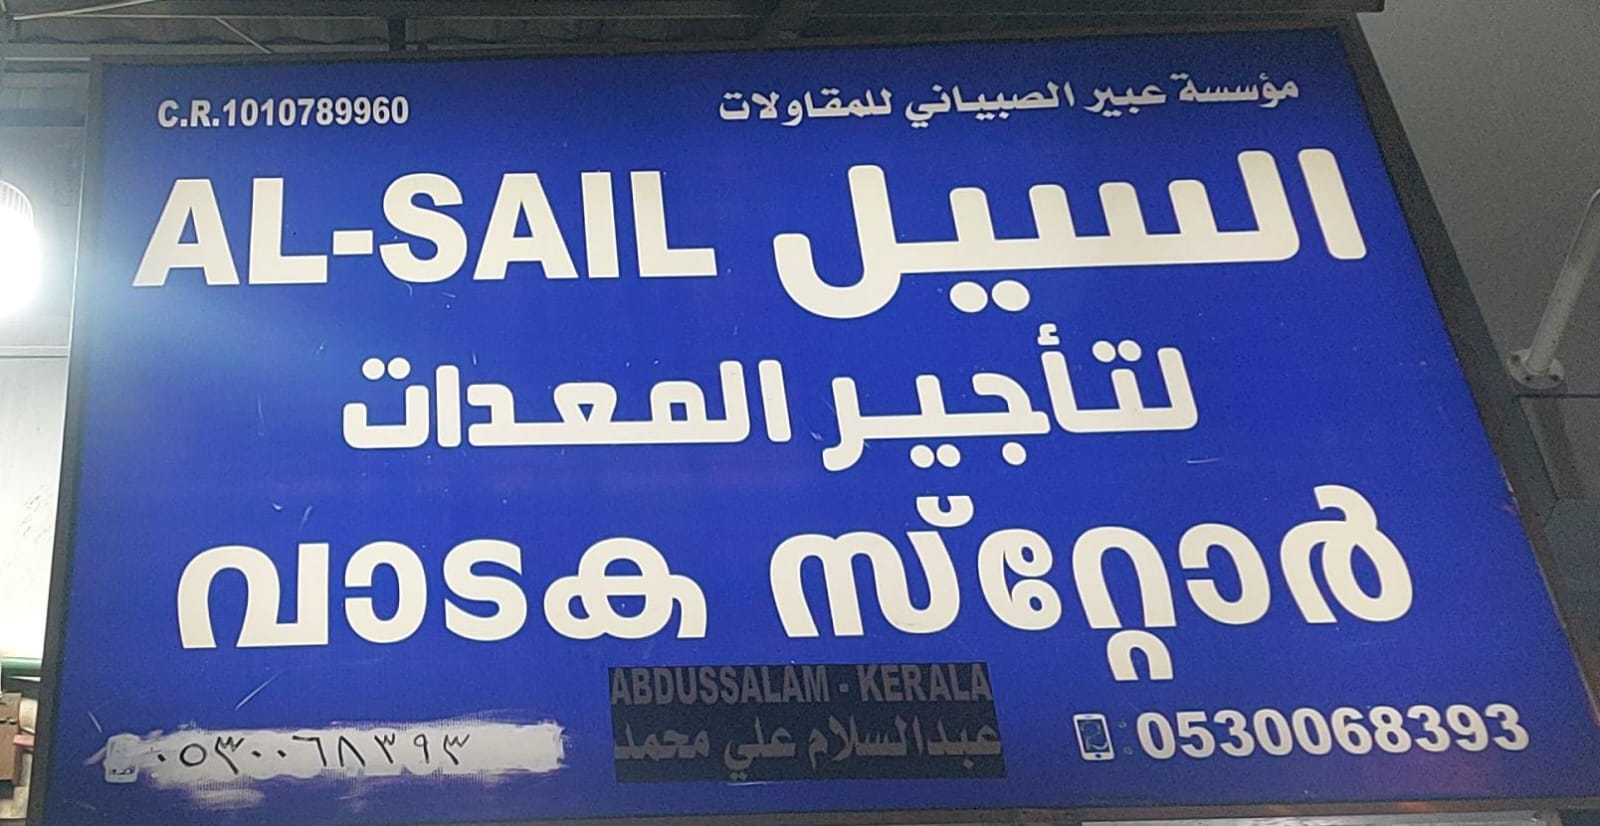 C.R.1010789960
مؤسسة عبير الصبياني للمقاولات
AL-SAIL السيل
لتأجير المعدات
വാടക സ്റ്റോർ
ABDUSSALAM - KERALA
عبدالسلام علي محمد
٠٥٣٠٠٦٨٣٩٣
0530068393